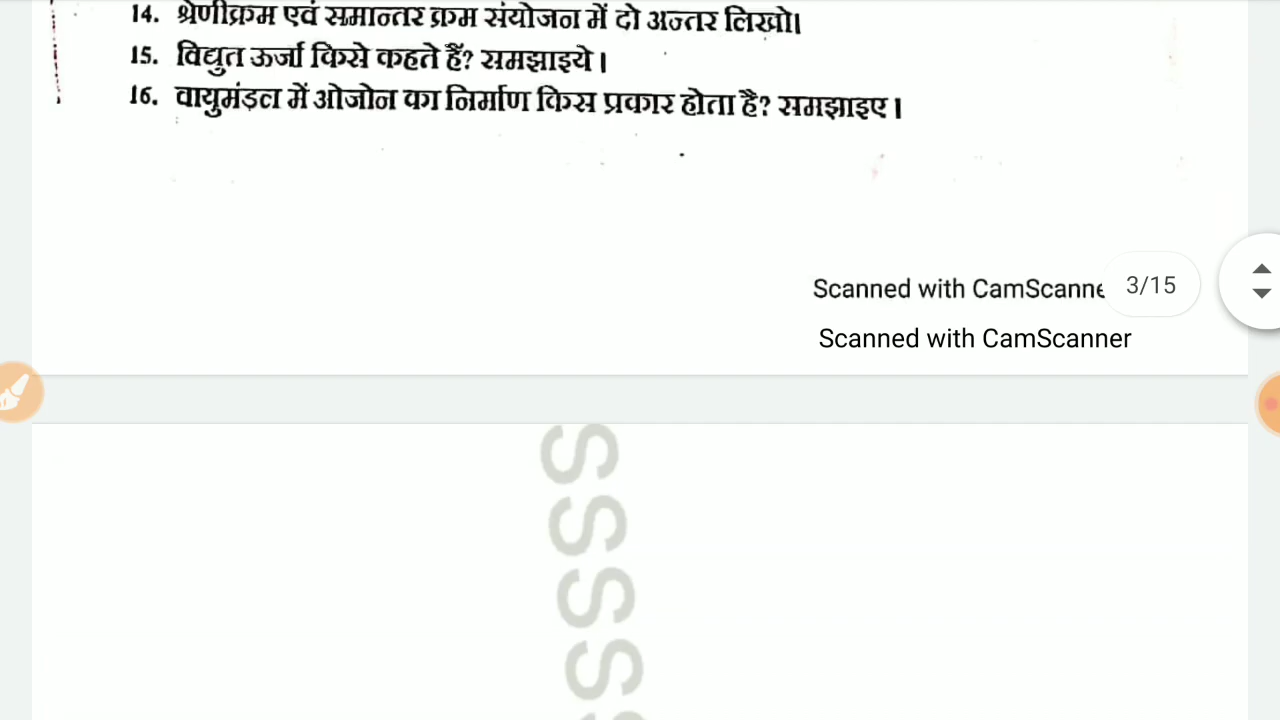 14. श्रेणीक्रम एवं समान्तर क्रम संयोजन में दो अन्तर लिखो।
15. विद्युत ऊर्जा किसे कहते हैं? समझाइये।
16. वायुमंडल में ओजोन का निर्माण किस प्रकार होता है? समझाइए।
Scanned with CamScanne
3/15
Scanned with CamScanner
S
S
S
S